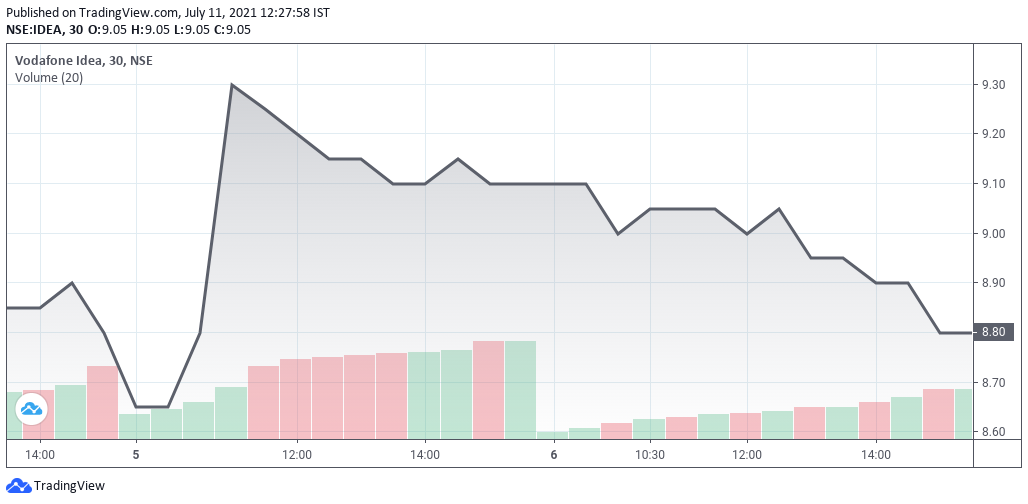 Published on TradingView.com, July 11, 2021 12:27:58 IST
NSE:IDEA, 30 O:9.05 H:9.05 L:9.05 C:9.05
Vodafone Idea, 30, NSE
Volume (20)
9.30
9.20
9.10
9.00
8.90
8.80
8.70
8.60
14:00 5 12:00 14:00 6 10:30 12:00 14:00
TradingView